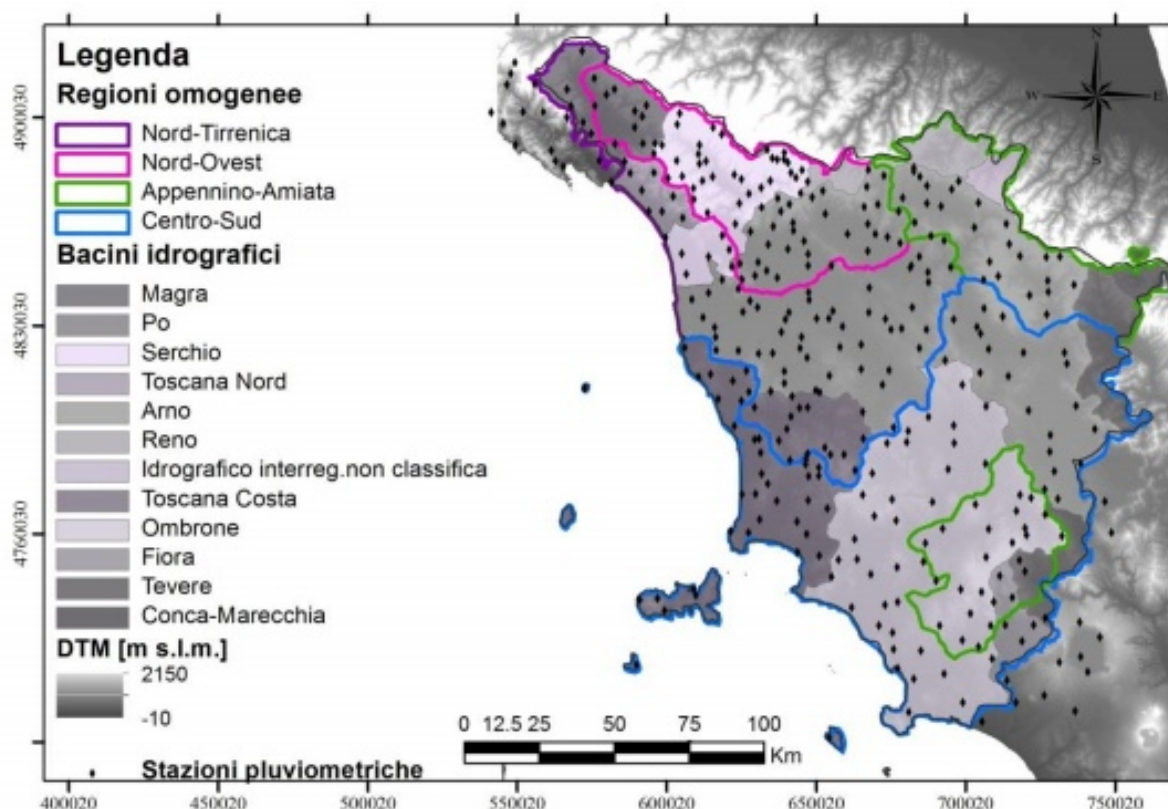 Legenda
Regioni omogenee
Nord-Tirrenica
Nord-Ovest
Appennino-Amiata
Centro-Sud
Bacini idrografici
Magra
Po
Serchio
Toscana Nord
Arno
Reno
Idrografico interreg.non classifica
Toscana Costa
Ombrone
Fiora
Tevere
Conca-Marecchia
DTM [m s.l.m.]
2150
-10
Stazioni pluviometriche
N
W E
S
0 12.5 25 50 75 100
Km
4900030
4830030
4760030
400020 450020 500020 550020 600020 650020 700020 750020